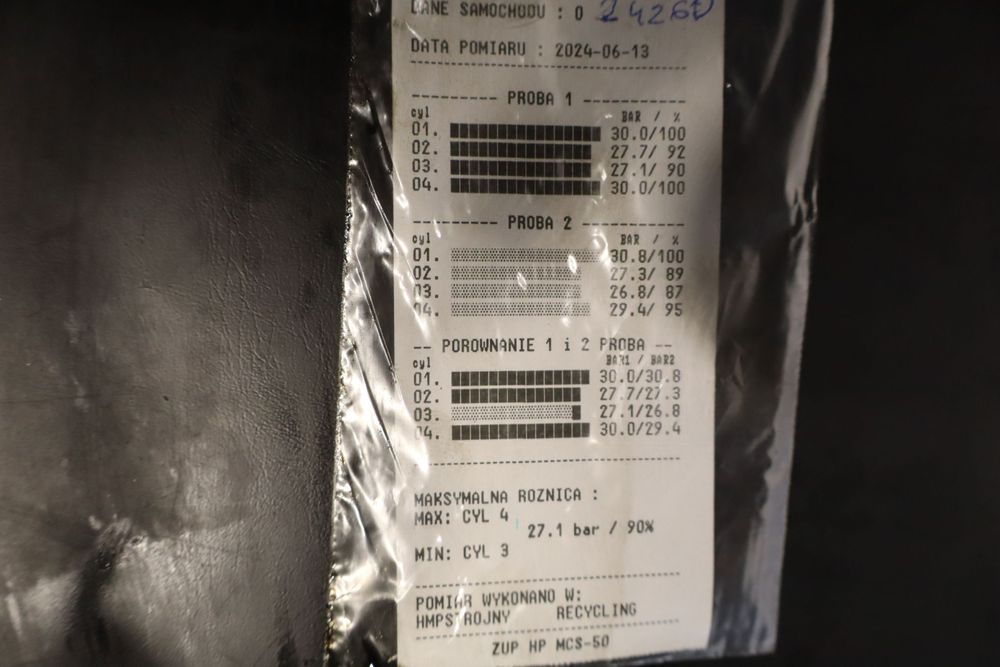 DANE SAMOCHODU : 0
DATA POMIARU : 2024-06-13
PROBA 1
cyl BAR / %
01. 30.0/100
02. 27.7/ 92
03. 27.1/ 90
04. 30.0/100
PROBA 2
cyl BAR / %
01. 30.8/100
02. 27.3/ 89
03. 26.8/ 87
04. 29.4/ 95
-- POROWNANIE 1 i 2 PROBA --
cyl BAR1 / BAR2
01. 30.0/30.8
02. 27.7/27.3
03. 27.1/26.8
04. 30.0/29.4
MAKSYMALNA ROZNICA :
MAX: CYL 4
27.1 bar / 90%
MIN: CYL 3
POMIAR WYKONANO W:
HMPSTROJNY RECYCLING
ZUP HP MCS-50